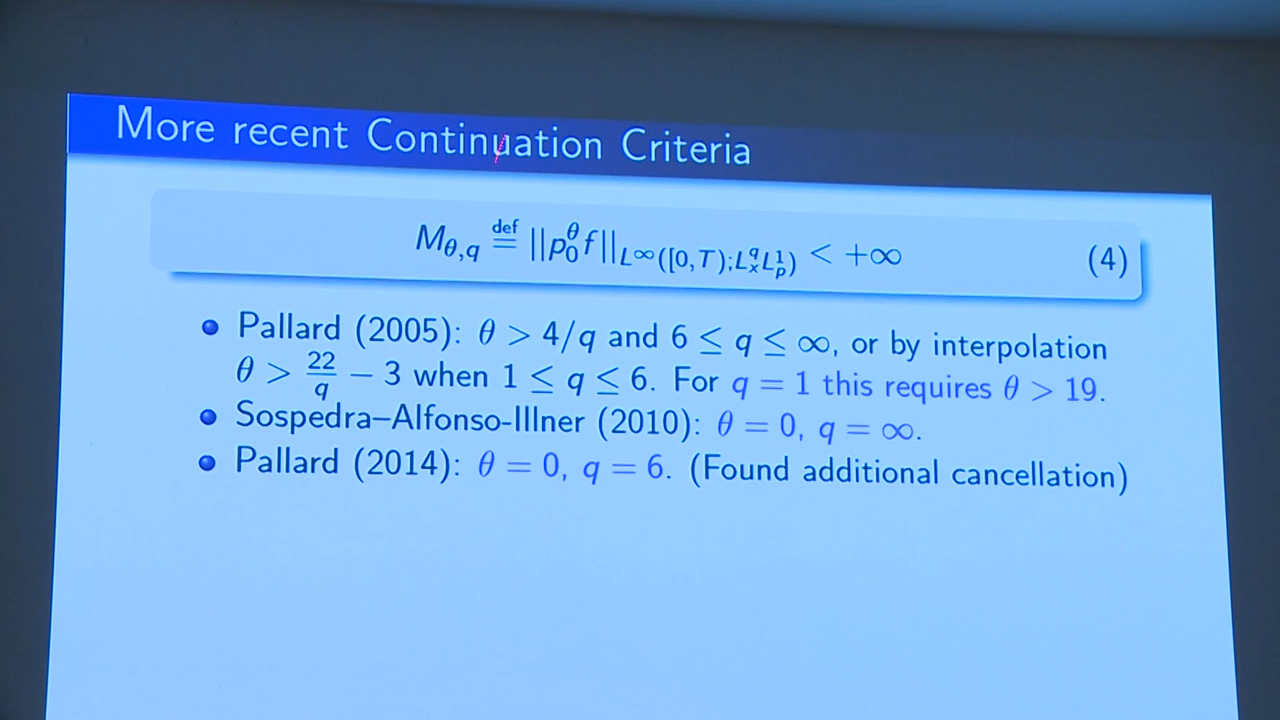 More recent Continuation Criteria
M_{θ,q} \stackrel{def}{=} ||p_0^θ f||_{L^∞([0,T);L_x^q L_p^1)} < +∞ (4)
Pallard (2005): θ > 4/q and 6 ≤ q ≤ ∞, or by interpolation
θ > \frac{22}{q} − 3 when 1 ≤ q ≤ 6. For q = 1 this requires θ > 19.
Sospedra–Alfonso-Illner (2010): θ = 0, q = ∞.
Pallard (2014): θ = 0, q = 6. (Found additional cancellation)